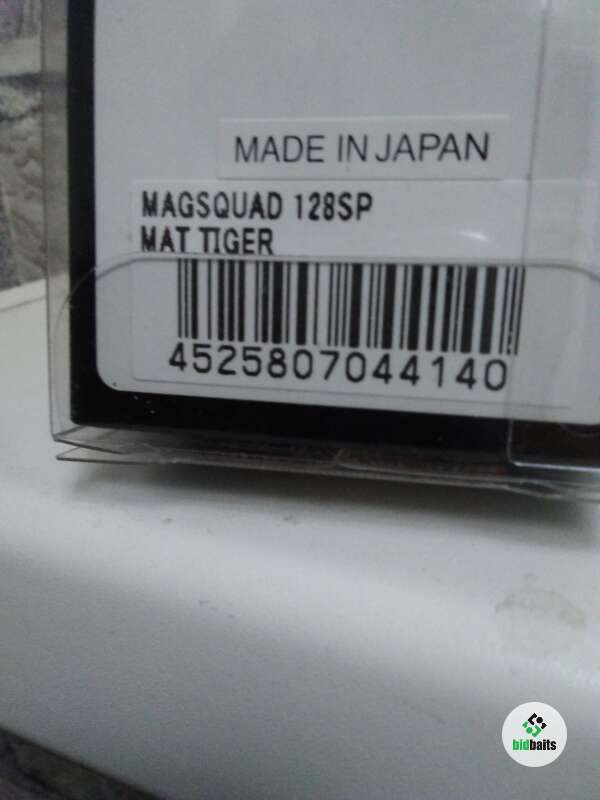 MADE IN JAPAN
MAGSQUAD 128SP
MAT TIGER
4525807044140
bidbaits